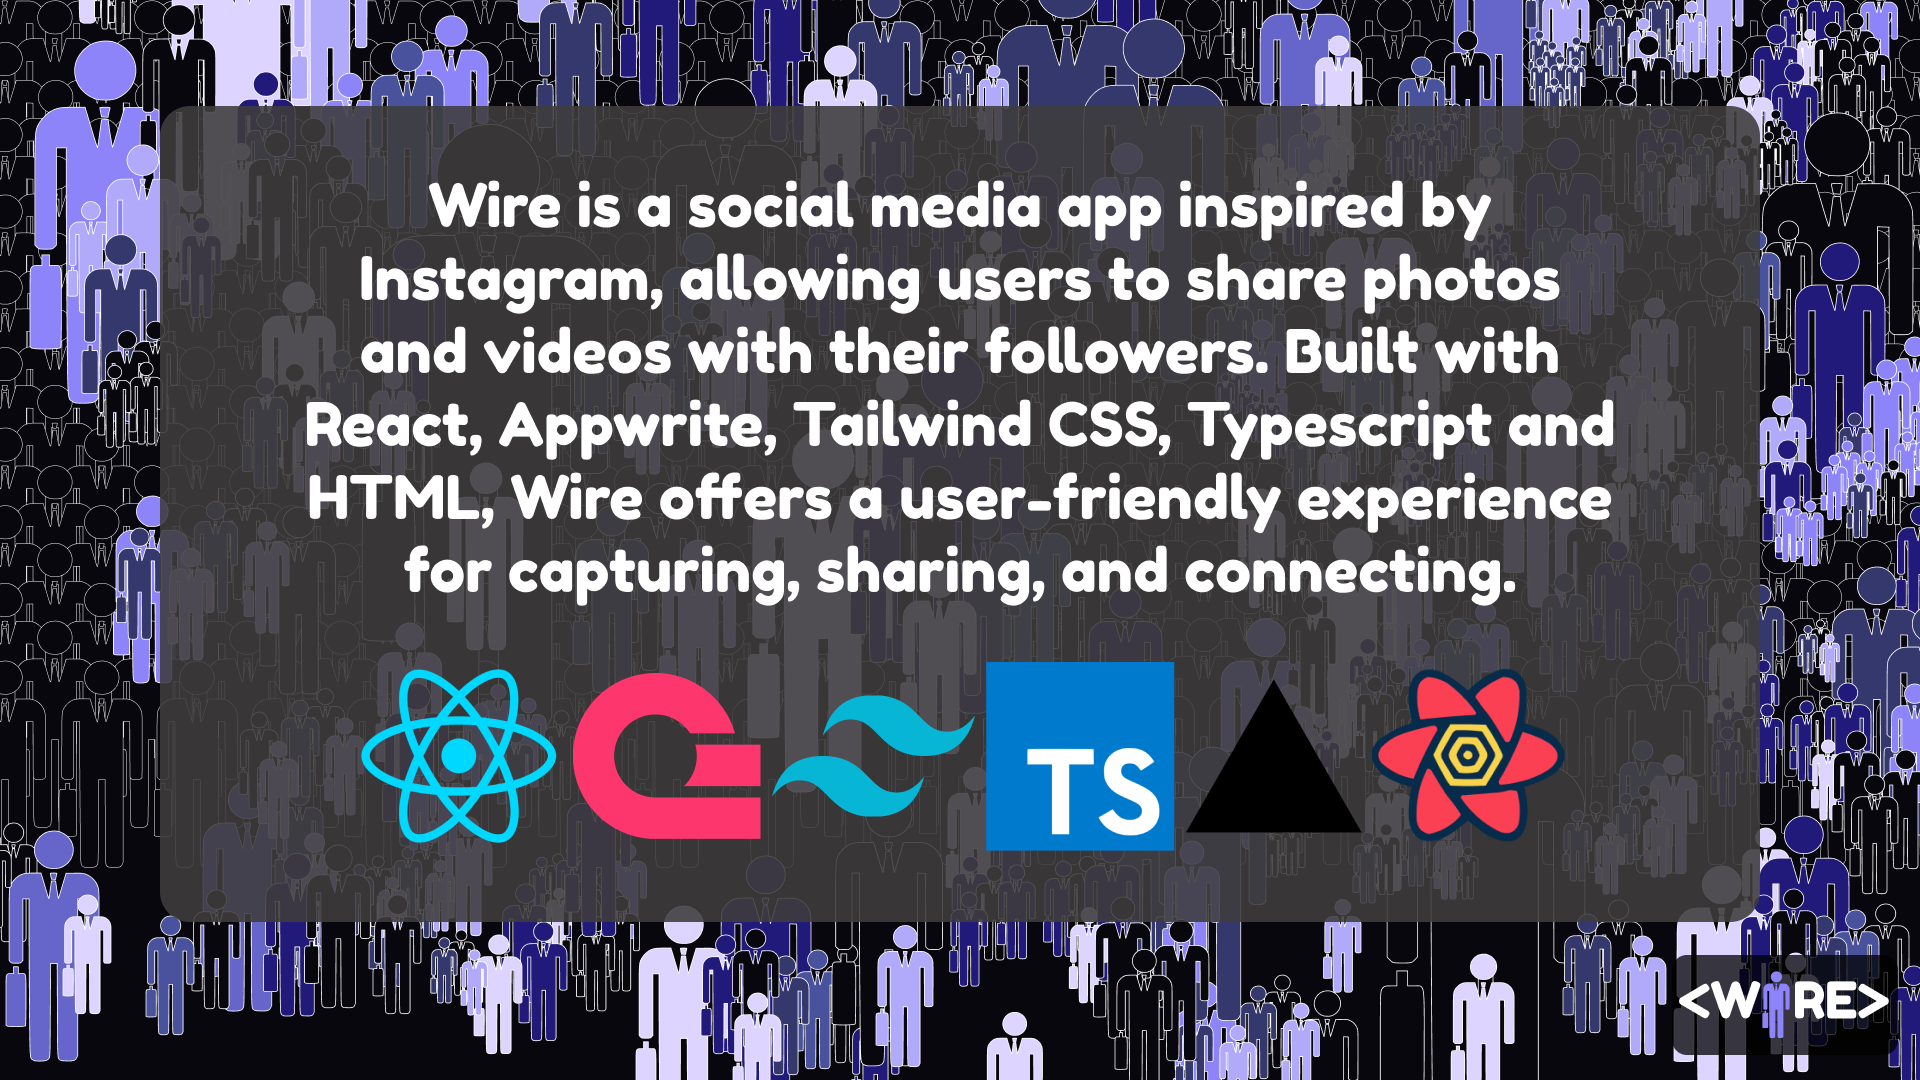 Wire is a social media app inspired by
Instagram, allowing users to share photos
and videos with their followers. Built with
React, Appwrite, Tailwind CSS, Typescript and
HTML, Wire offers a user-friendly experience
for capturing, sharing, and connecting.
TS
<WIRE>